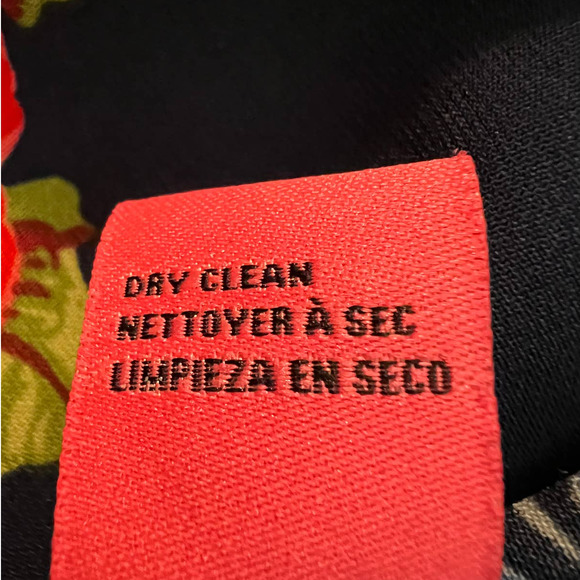 DRY CLEAN
NETTOYER À SEC
LIMPIEZA EN SECO